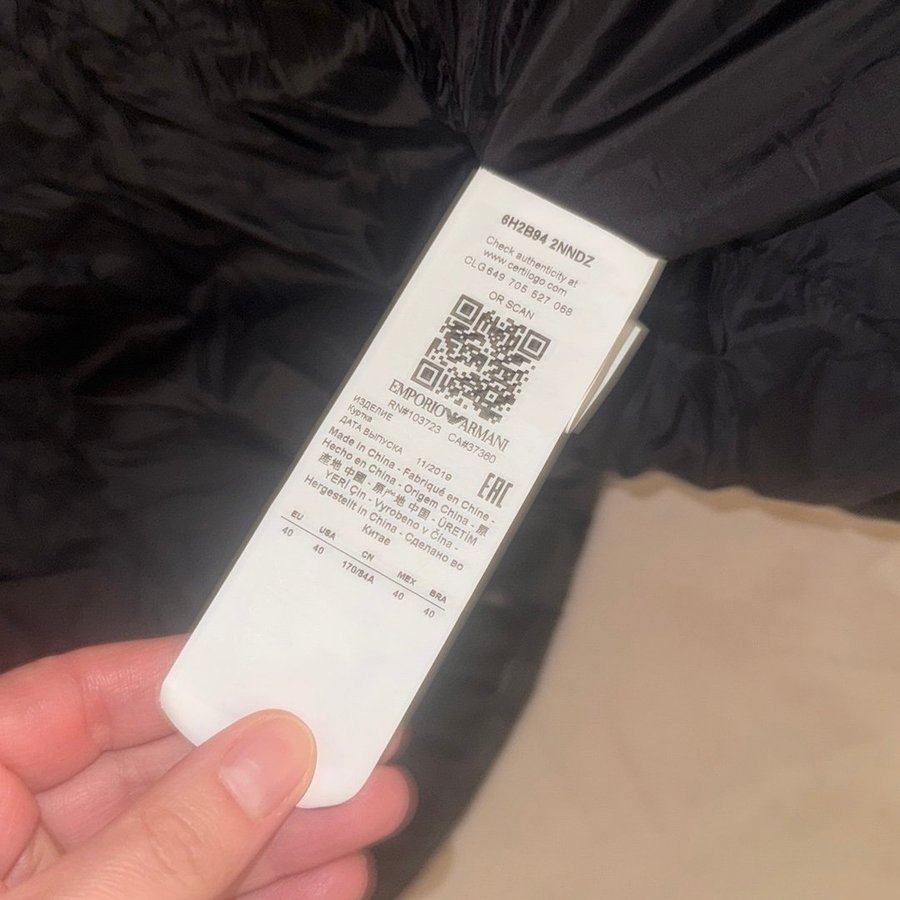 6H2B94 2NNDZ
Check authenticity at
www.certilogo.com
CLG 649 705 527 068
OR SCAN
EMPORIO ARMANI
RN#103723 CA#37360
ИЗДЕЛИЕ
Куртка
ДАТА ВЫПУСКА 11/2019
EAC
Made in China - Fabriqué en Chine -
Hecho en China - Origem China - 原
產地 中國 - 原产地 中国 - ÜRETİM
YERİ Çin - Vyrobeno v Čína -
Hergestellt in China - Сделано во
Китае
EU USA CN MEX BRA
40 40 170/84A 40 40